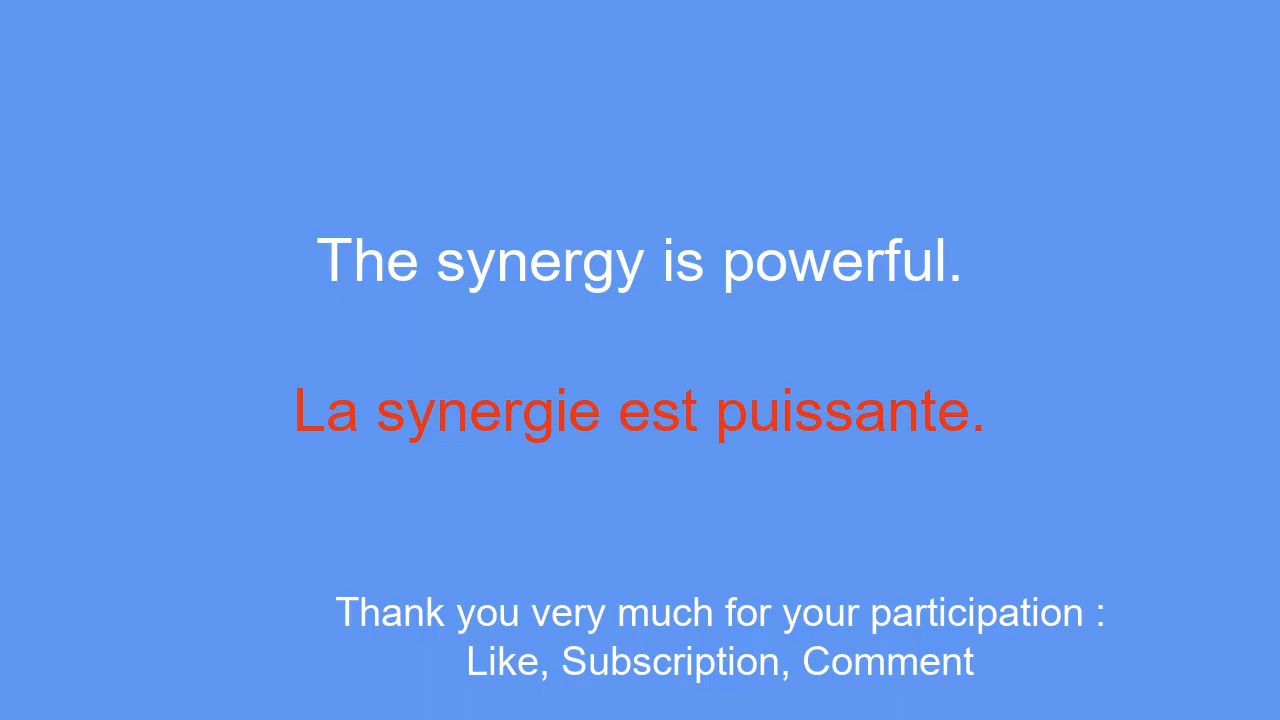 The synergy is powerful.
La synergie est puissante.
Thank you very much for your participation :
Like, Subscription, Comment